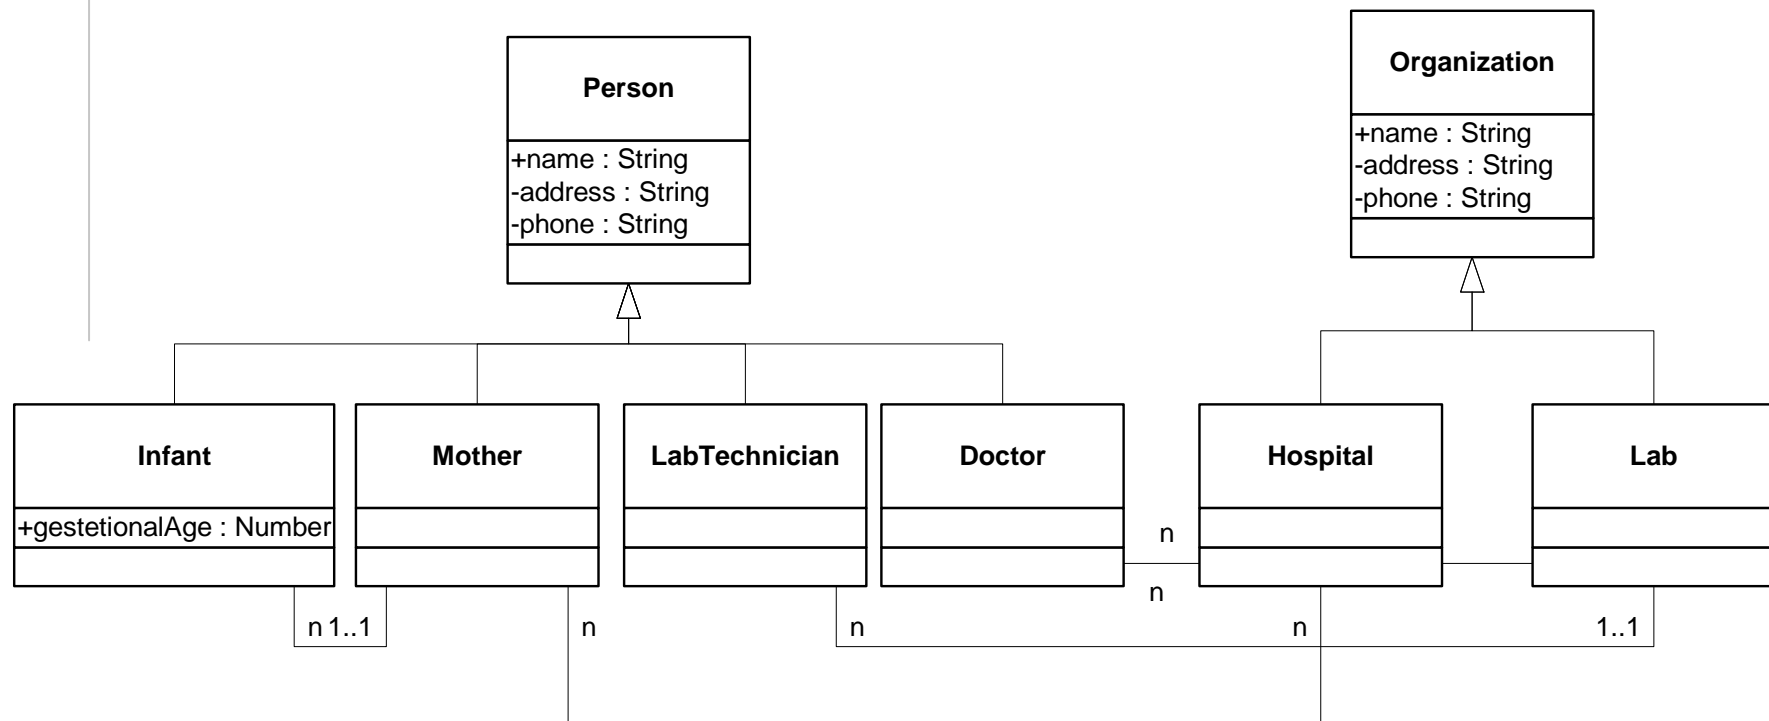 Person
+name : String
-address : String
-phone : String
Organization
+name : String
-address : String
-phone : String
Infant
+gestetionalAge : Number
Mother
LabTechnician
Doctor
Hospital
Lab
n
n
n 1..1
n
n
n
1..1